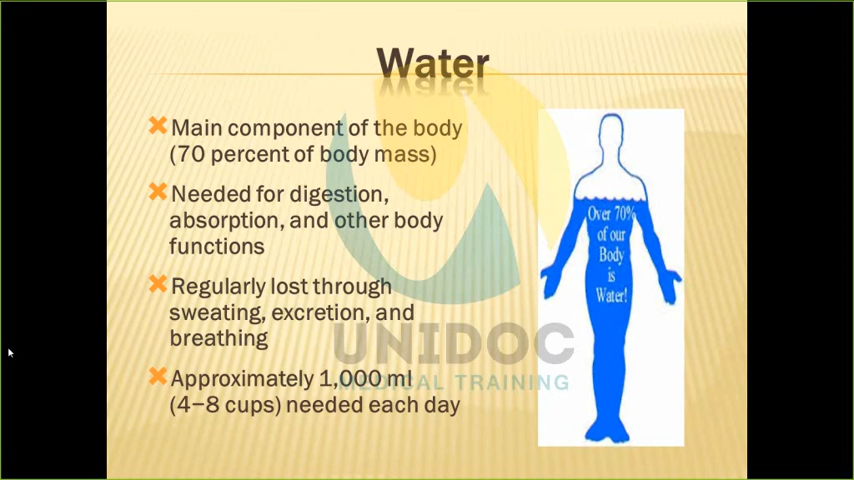 Water
Main component of the body
(70 percent of body mass)
Needed for digestion,
absorption, and other body
functions
Regularly lost through
sweating, excretion, and
breathing
Approximately 1,000 ml
(4–8 cups) needed each day
Over 70%
of our
Body
is
Water!
UNIDOC
MEDICAL TRAINING